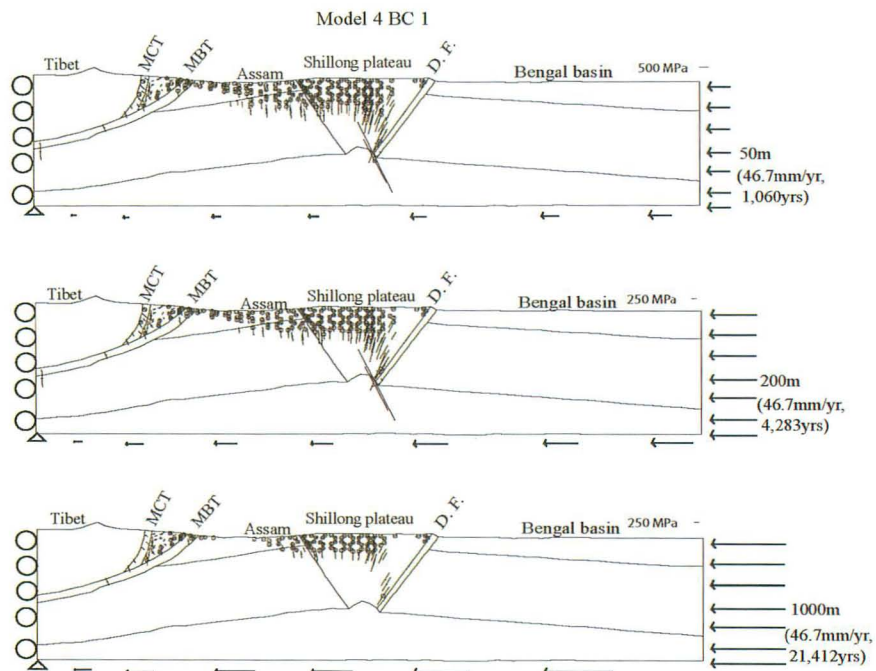 Model 4 BC 1
Tibet MCT MBT Assam Shillong plateau D. F. Bengal basin 500 MPa
50m
(46.7mm/yr,
1,060yrs)
Tibet MCT MBT Assam Shillong plateau D. F. Bengal basin 250 MPa
200m
(46.7mm/yr,
4,283yrs)
Tibet MCT MBT Assam Shillong plateau D. F. Bengal basin 250 MPa
1000m
(46.7mm/yr,
21,412yrs)